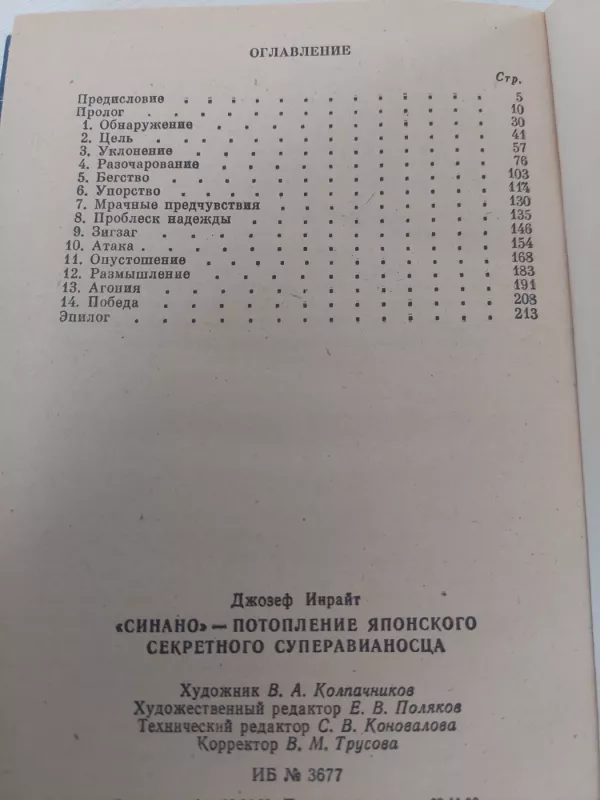 ОГЛАВЛЕНИЕ
Стр.
Предисловие . . . . . . . . . . . . . . 5
Пролог . . . . . . . . . . . . . . . 10
1. Обнаружение . . . . . . . . . . . . . 30
2. Цель . . . . . . . . . . . . . . . 41
3. Уклонение . . . . . . . . . . . . . . 57
4. Разочарование . . . . . . . . . . . . . 76
5. Бегство . . . . . . . . . . . . . . 103
6. Упорство . . . . . . . . . . . . . . 117
7. Мрачные предчувствия . . . . . . . . . . 130
8. Проблеск надежды . . . . . . . . . . . 135
9. Зигзаг . . . . . . . . . . . . . . 146
10. Атака . . . . . . . . . . . . . . . 154
11. Опустошение . . . . . . . . . . . . . 168
12. Размышление . . . . . . . . . . . . . 183
13. Агония . . . . . . . . . . . . . . 191
14. Победа . . . . . . . . . . . . . . 208
Эпилог . . . . . . . . . . . . . . . 213
Джозеф Инрайт
«СИНАНО» — ПОТОПЛЕНИЕ ЯПОНСКОГО
СЕКРЕТНОГО СУПЕРАВИАНОСЦА
Художник В. А. Колпачников
Художественный редактор Е. В. Поляков
Технический редактор С. В. Коновалова
Корректор В. М. Трусова
ИБ № 3677